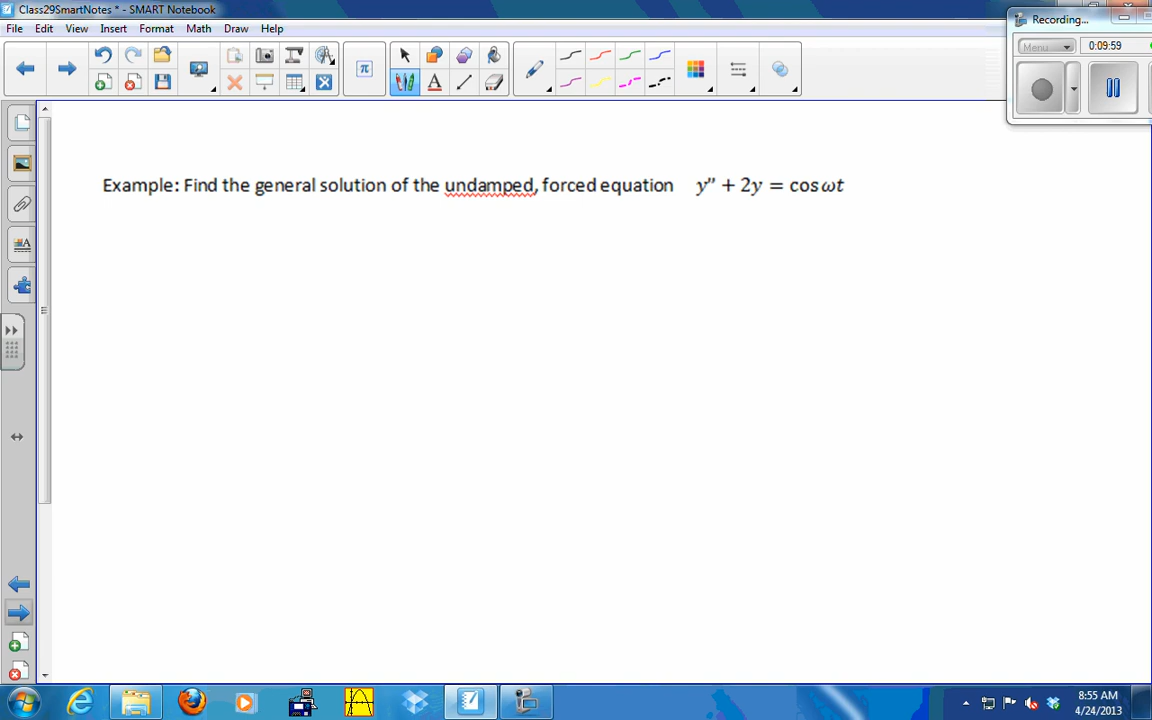 Class29SmartNotes * - SMART Notebook
Recording...
File Edit View Insert Format Math Draw Help
Menu
0:09:59
π
A
Example: Find the general solution of the undamped, forced equation y" + 2y = cos ωt
8:55 AM
4/24/2013